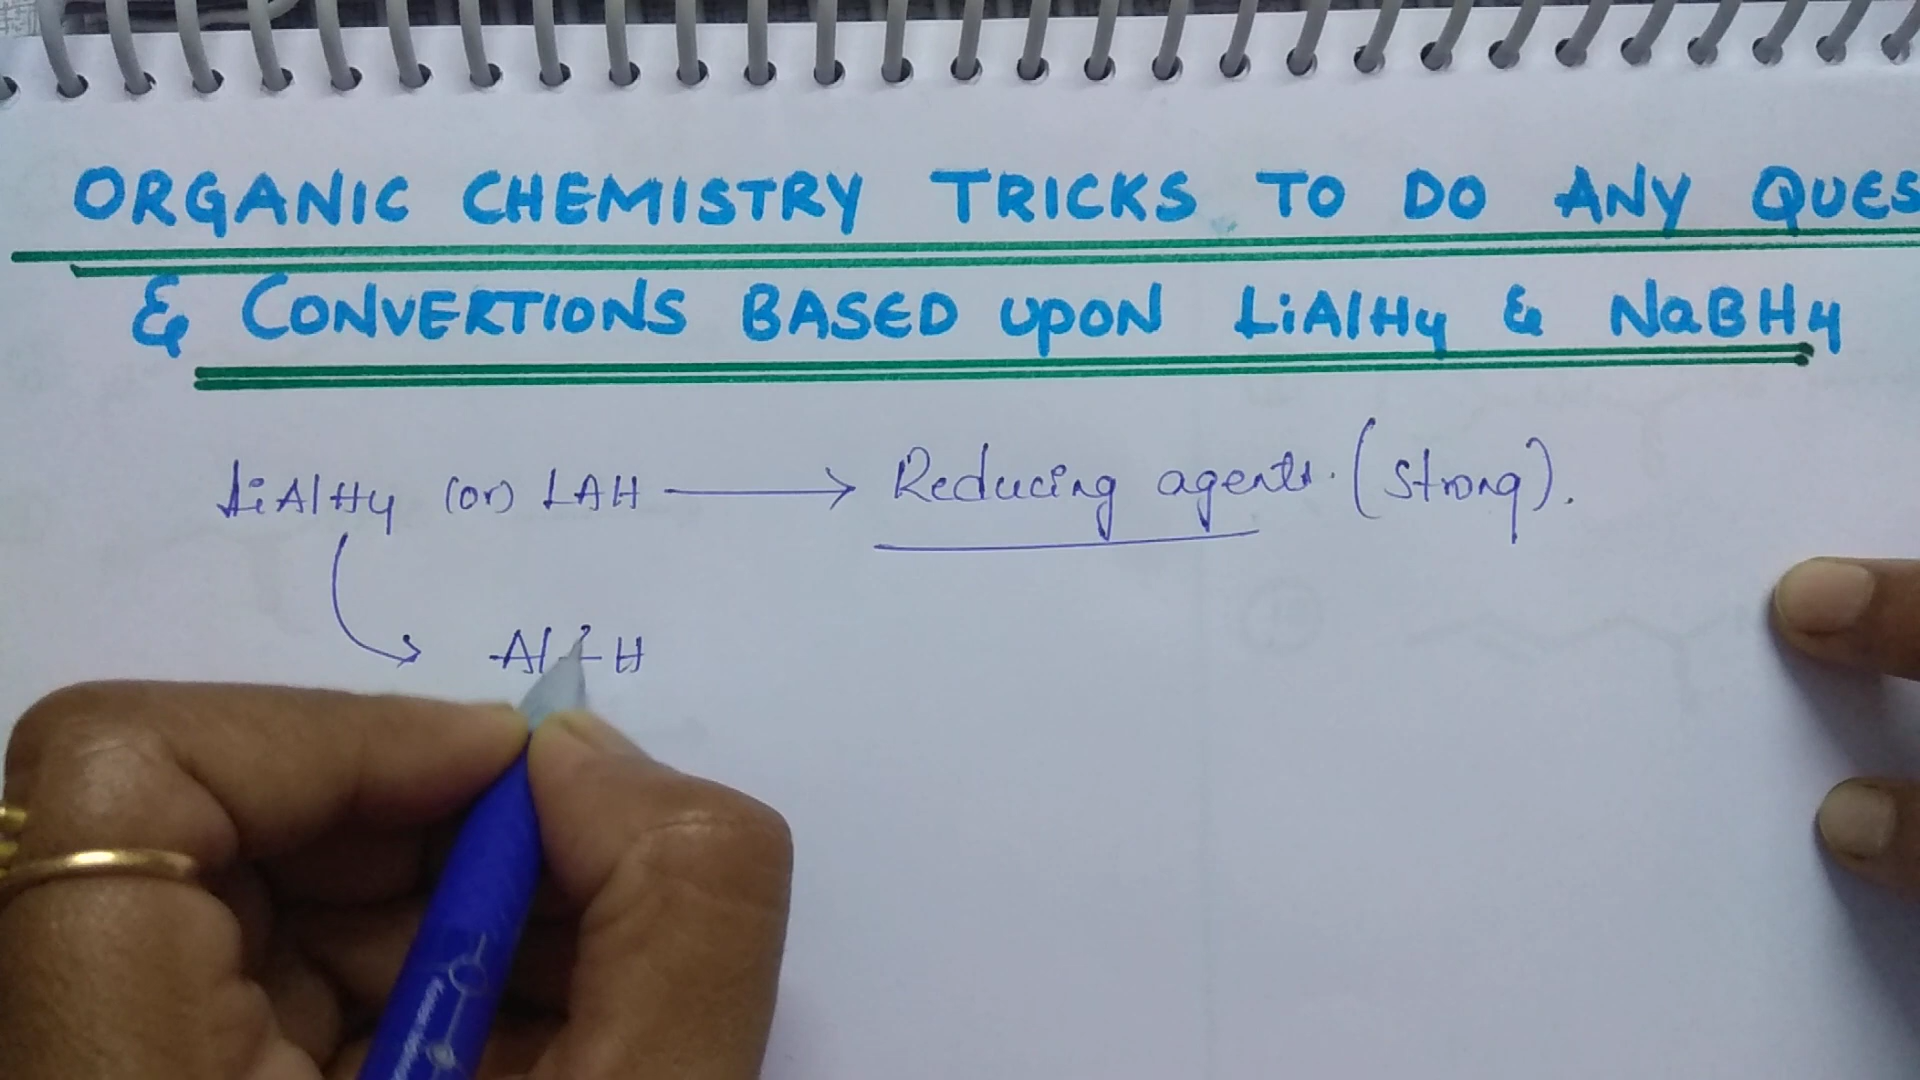 ORGANIC CHEMISTRY TRICKS TO DO ANY QUES
& CONVERTIONS BASED UPON LiAlH4 & NaBH4
LiAlH4 (or) LAH → Reducing agents. (Strong).
Al - H